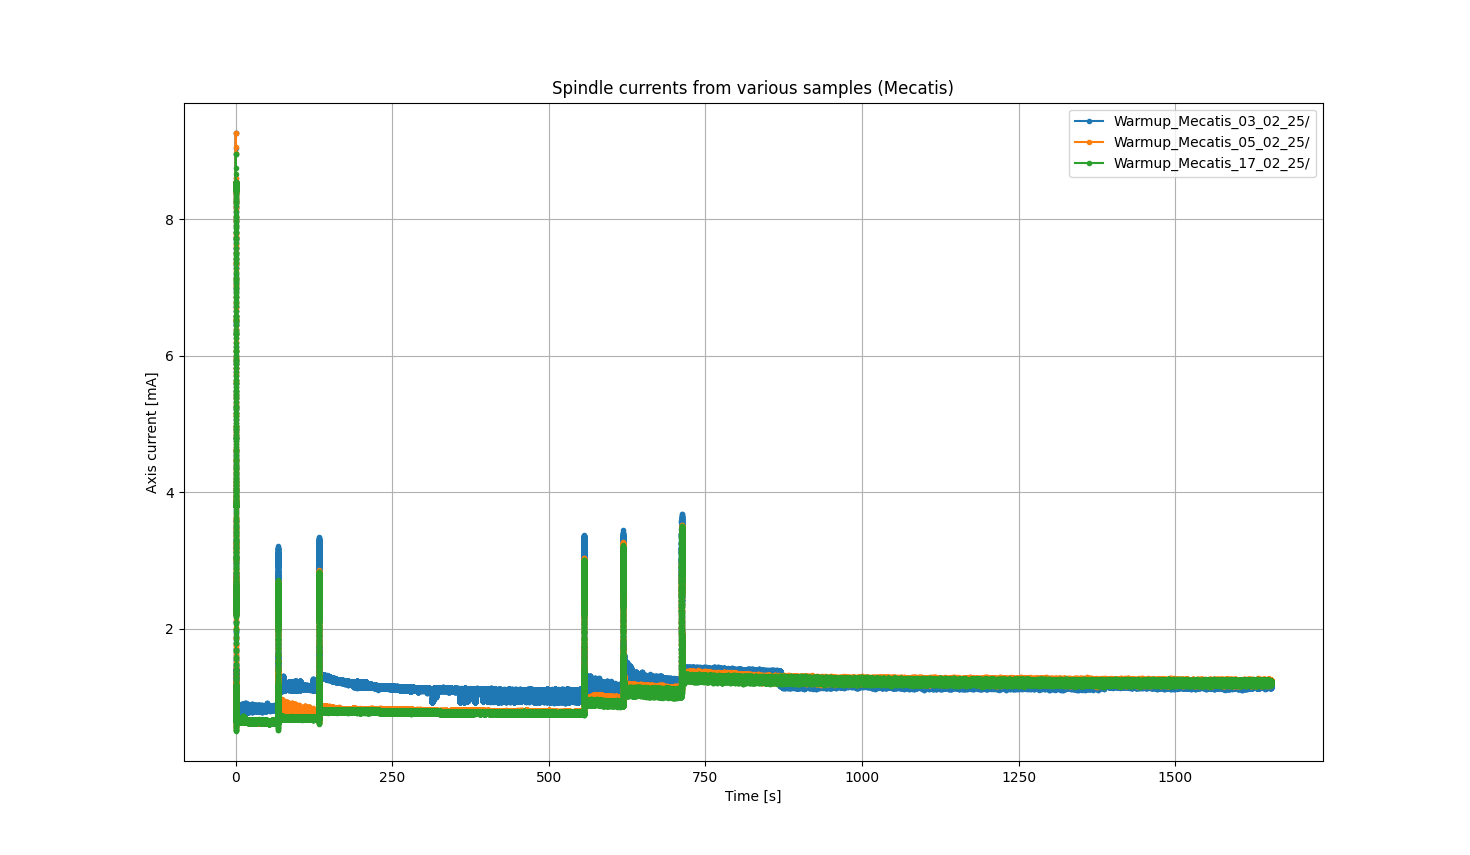 Spindle currents from various samples (Mecatis)
Warmup_Mecatis_03_02_25/
Warmup_Mecatis_05_02_25/
Warmup_Mecatis_17_02_25/
Axis current [mA]
8
6
4
2
0
250
500
750
1000
1250
1500
Time [s]